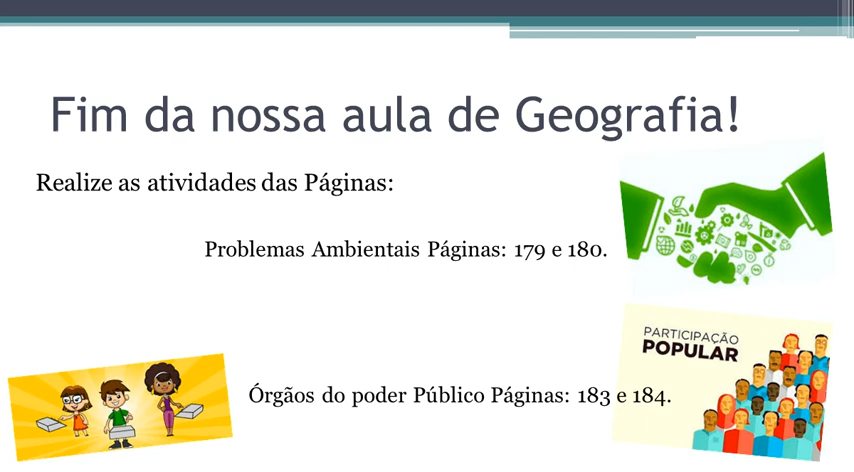 Fim da nossa aula de Geografia!
Realize as atividades das Páginas:
Problemas Ambientais Páginas: 179 e 180.
PARTICIPAÇÃO
POPULAR
Órgãos do poder Público Páginas: 183 e 184.